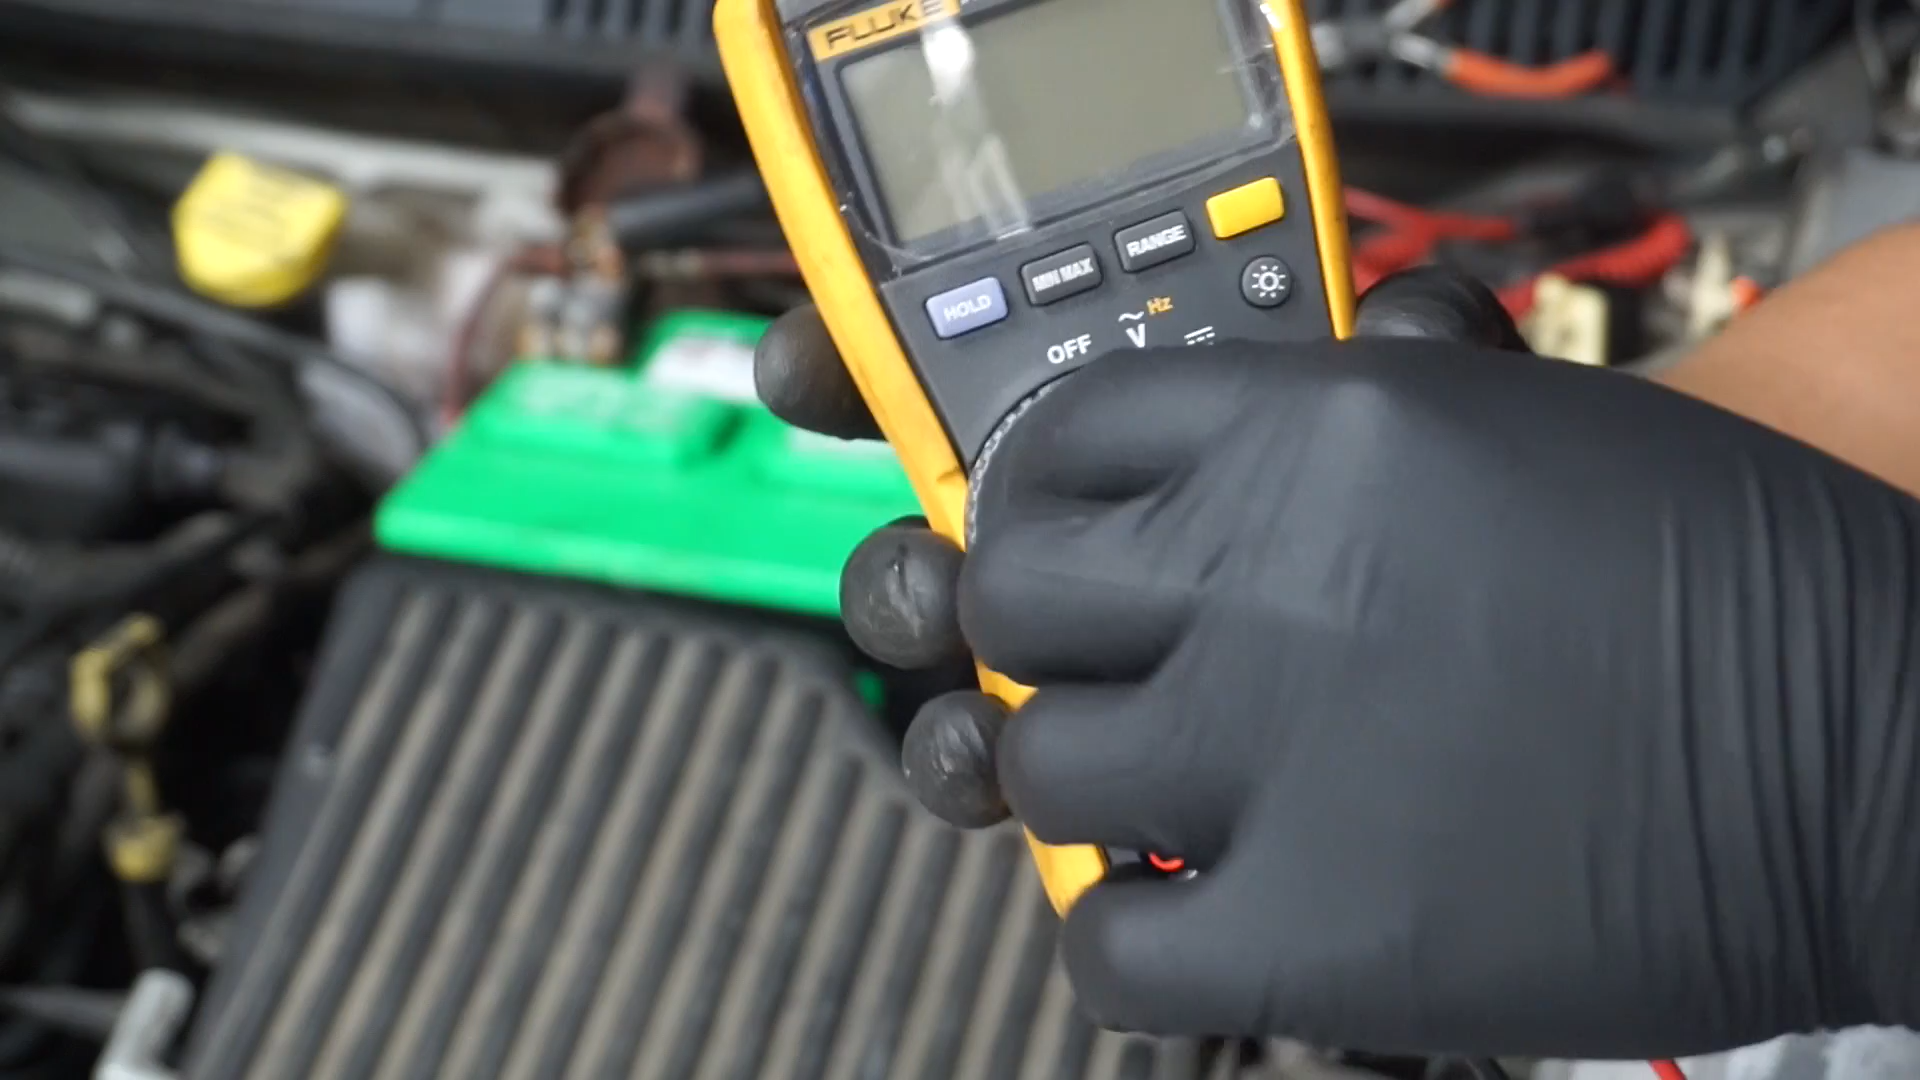 FLUKE
HOLD
MIN MAX
RANGE
OFF
V
Hz